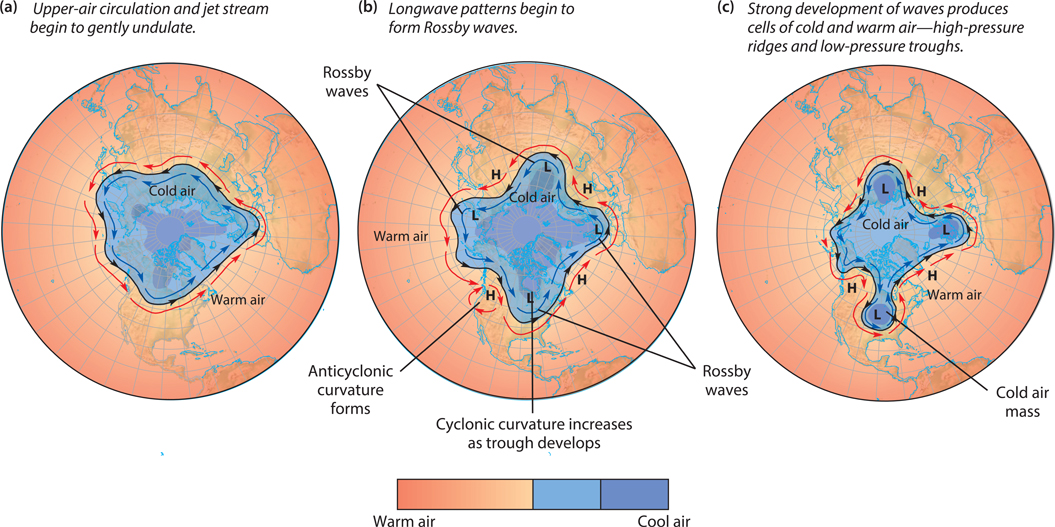 (a) Upper-air circulation and jet stream
begin to gently undulate.
(b) Longwave patterns begin to
form Rossby waves.
(c) Strong development of waves produces
cells of cold and warm air—high-pressure
ridges and low-pressure troughs.
Cold air
Warm air
Rossby
waves
H
L
H
L
Cold air
Warm air
L
H
H
L
Anticyclonic
curvature
forms
Cyclonic curvature increases
as trough develops
Rossby
waves
L
H
Cold air
L
H
H
Warm air
L
Cold air
mass
Warm air
Cool air